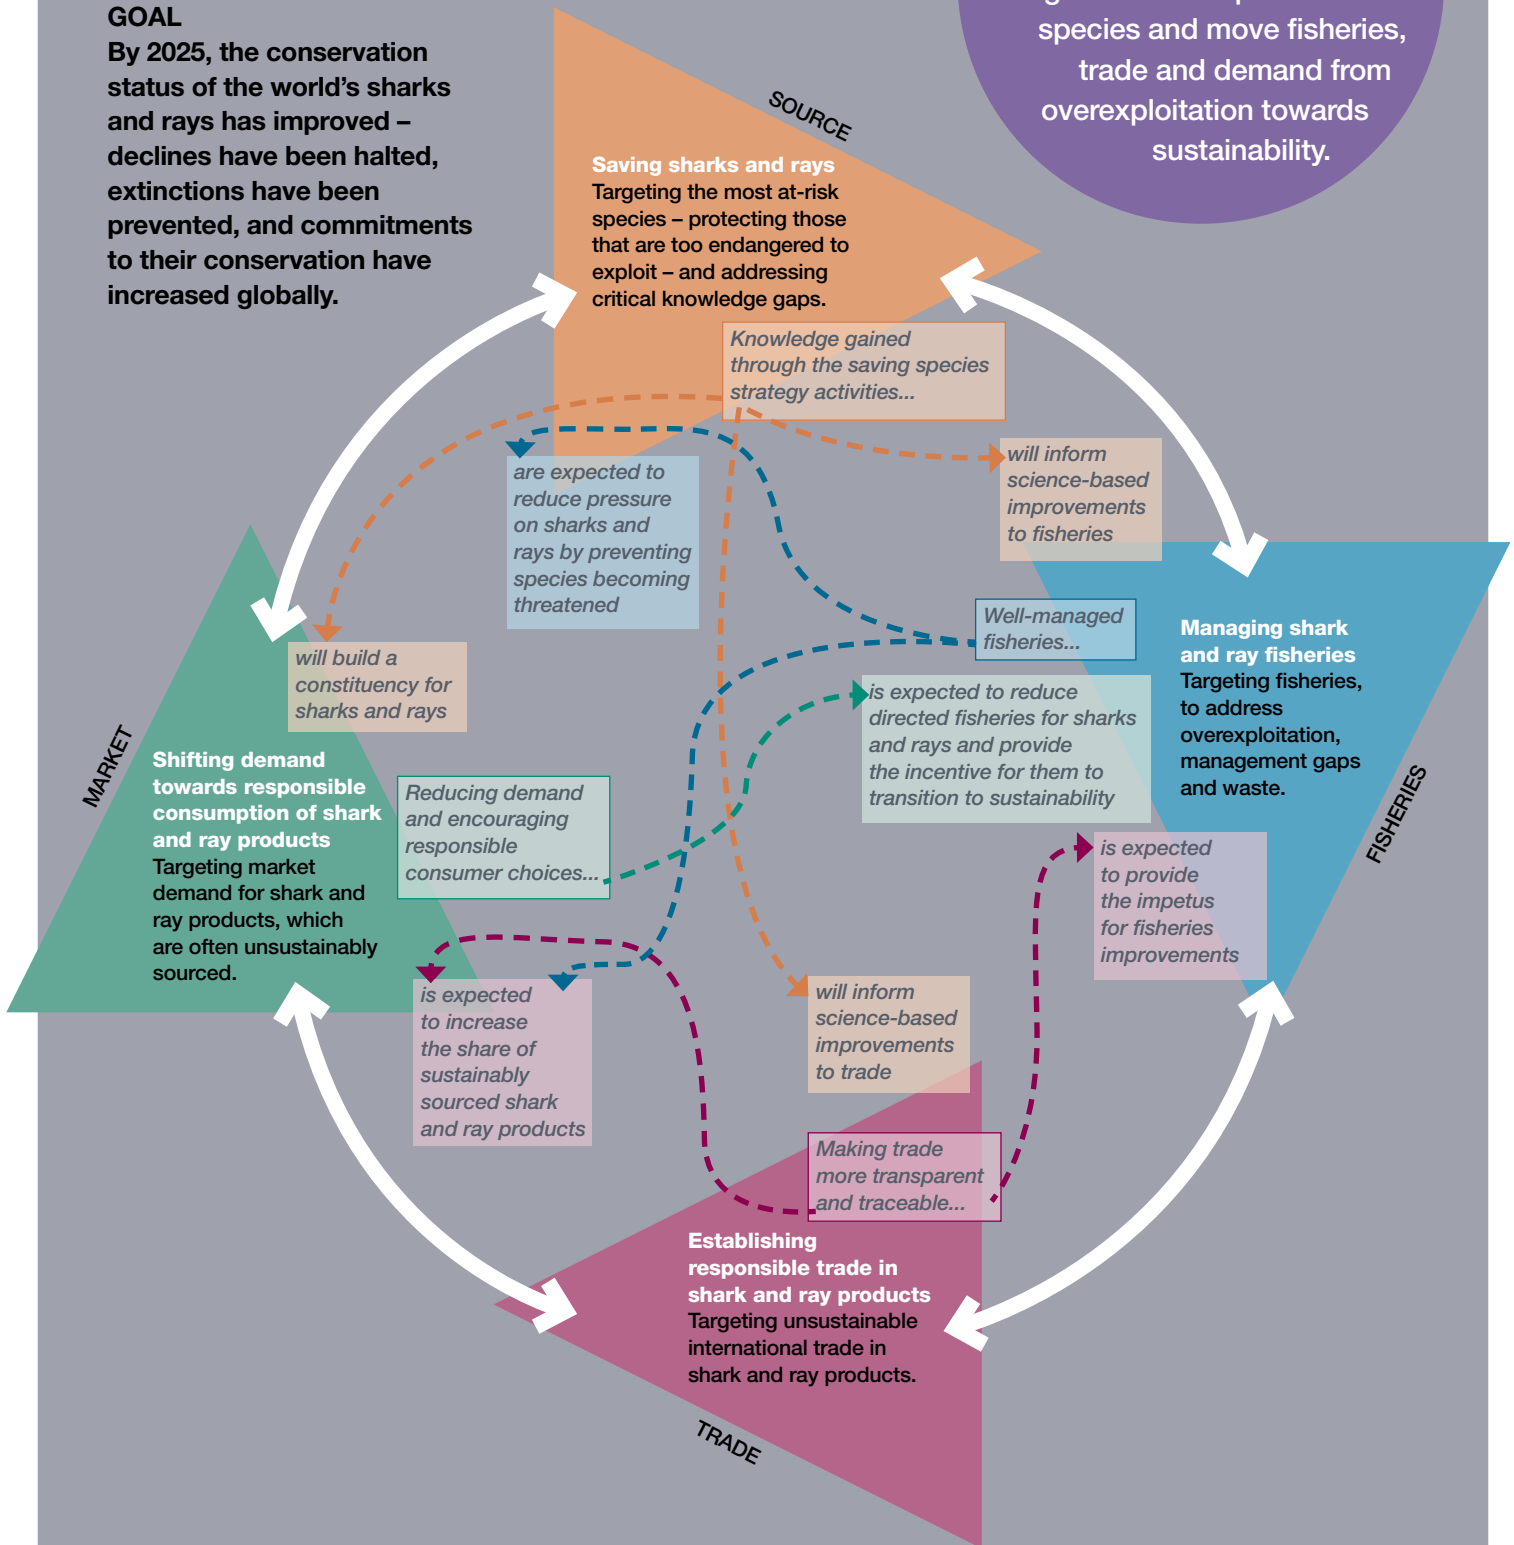 GOAL
By 2025, the conservation
status of the world’s sharks
and rays has improved –
declines have been halted,
extinctions have been
prevented, and commitments
to their conservation have
increased globally.
species and move fisheries,
trade and demand from
overexploitation towards
sustainability.
SOURCE
Saving sharks and rays
Targeting the most at-risk
species – protecting those
that are too endangered to
exploit – and addressing
critical knowledge gaps.
Knowledge gained
through the saving species
strategy activities...
will inform
science-based
improvements
to fisheries
are expected to
reduce pressure
on sharks and
rays by preventing
species becoming
threatened
Well-managed
fisheries...
Managing shark
and ray fisheries
Targeting fisheries,
to address
overexploitation,
management gaps
and waste.
FISHERIES
will build a
constituency for
sharks and rays
MARKET
Shifting demand
towards responsible
consumption of shark
and ray products
Targeting market
demand for shark and
ray products, which
are often unsustainably
sourced.
Reducing demand
and encouraging
responsible
consumer choices...
is expected to reduce
directed fisheries for sharks
and rays and provide
the incentive for them to
transition to sustainability
is expected
to provide
the impetus
for fisheries
improvements
is expected
to increase
the share of
sustainably
sourced shark
and ray products
will inform
science-based
improvements
to trade
Making trade
more transparent
and traceable...
Establishing
responsible trade in
shark and ray products
Targeting unsustainable
international trade in
shark and ray products.
TRADE